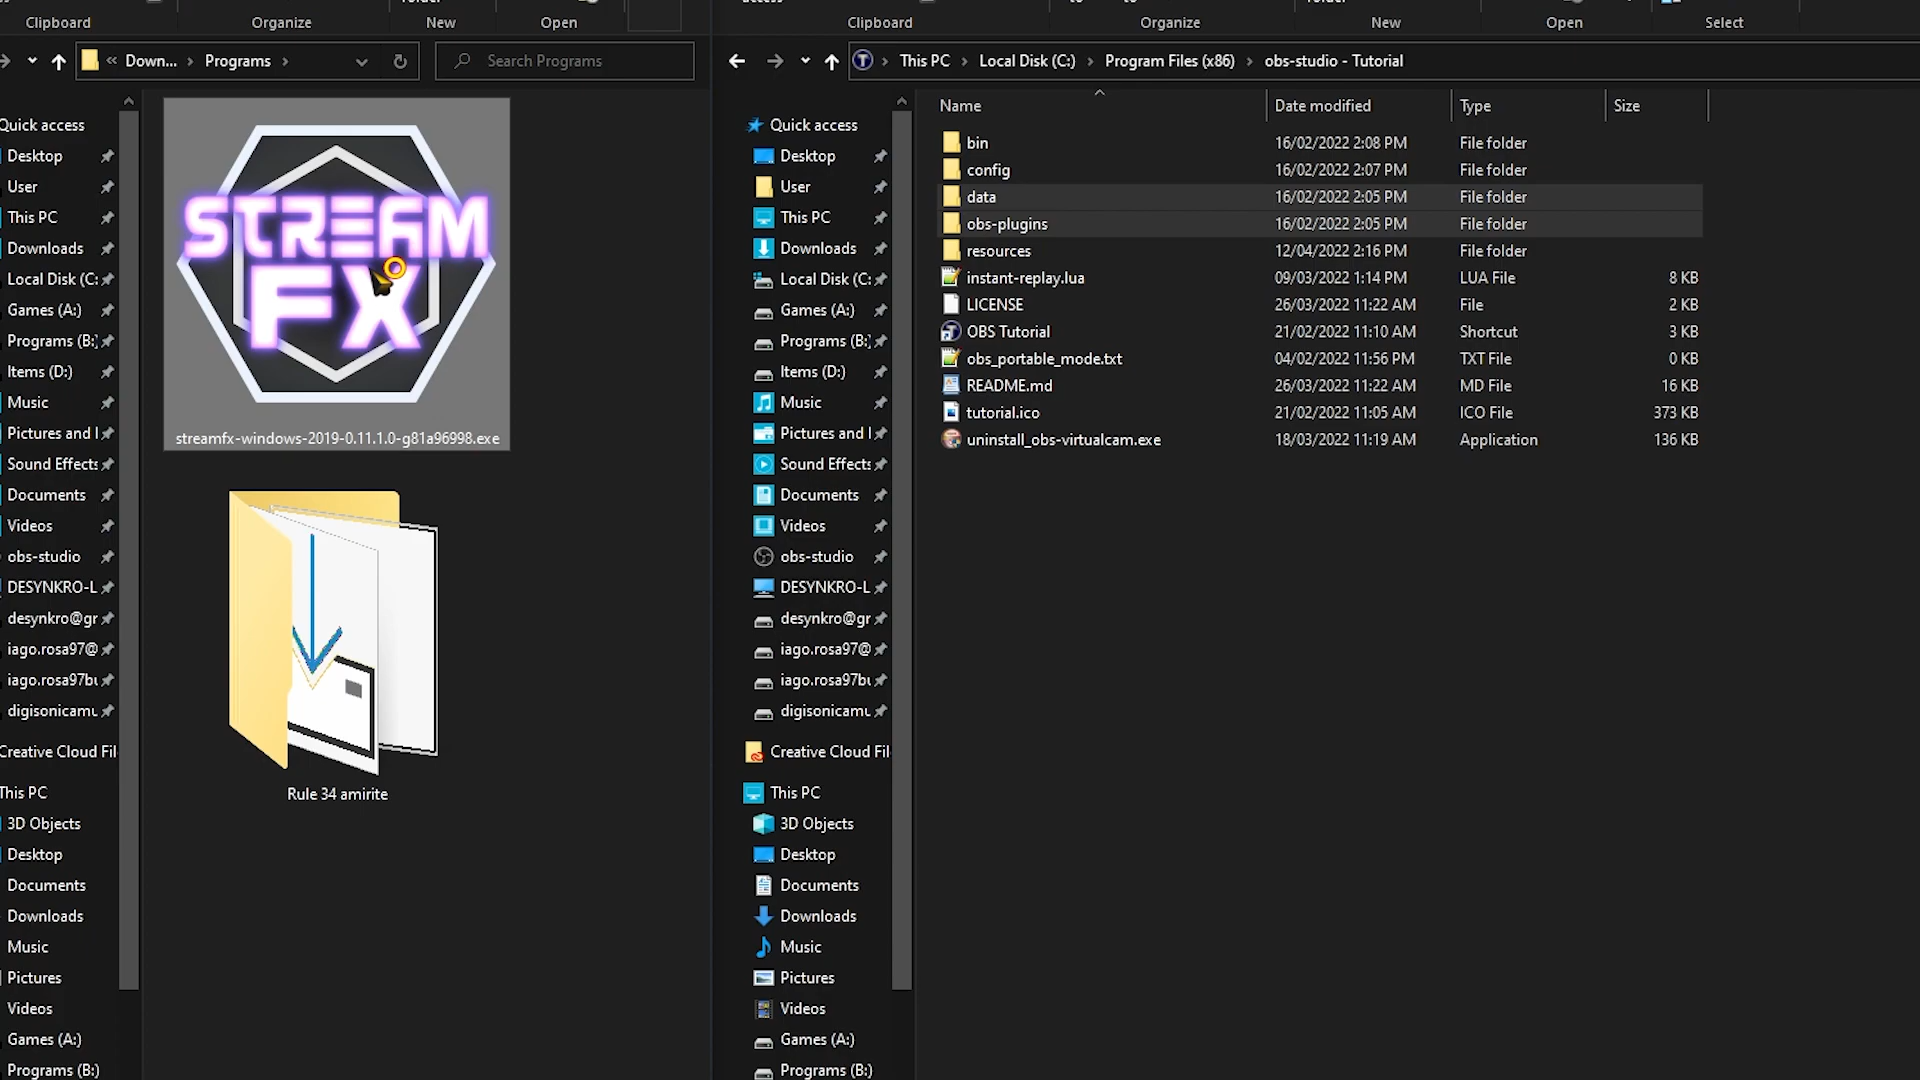 Clipboard
Organize
New
Open
Down...
Programs
Search Programs
Quick access
Desktop
User
This PC
Downloads
Local Disk (C:
Games (A:)
Programs (B:)
Items (D:)
Music
Pictures and I
Sound Effects
Documents
Videos
obs-studio
DESYNKRO-L
desynkro@gr
iago.rosa97@
iago.rosa97bu
digisonicamu
Creative Cloud Fil
This PC
3D Objects
Desktop
Documents
Downloads
Music
Pictures
Videos
Games (A:)
Programs (B:)
STREAM
FX
streamfx-windows-2019-0.11.1.0-g81a96998.exe
Rule 34 amirite
Clipboard
Organize
New
Open
Select
This PC
Local Disk (C:)
Program Files (x86)
obs-studio - Tutorial
Quick access
Desktop
User
This PC
Downloads
Local Disk (C:
Games (A:)
Programs (B:)
Items (D:)
Music
Pictures and I
Sound Effects
Documents
Videos
obs-studio
DESYNKRO-L
desynkro@gr
iago.rosa97@
iago.rosa97bu
digisonicamu
Creative Cloud Fil
This PC
3D Objects
Desktop
Documents
Downloads
Music
Pictures
Videos
Games (A:)
Programs (B:)
Name Date modified Type Size
bin 16/02/2022 2:08 PM File folder
config 16/02/2022 2:07 PM File folder
data 16/02/2022 2:05 PM File folder
obs-plugins 16/02/2022 2:05 PM File folder
resources 12/04/2022 2:16 PM File folder
instant-replay.lua 09/03/2022 1:14 PM LUA File 8 KB
LICENSE 26/03/2022 11:22 AM File 2 KB
OBS Tutorial 21/02/2022 11:10 AM Shortcut 3 KB
obs_portable_mode.txt 04/02/2022 11:56 PM TXT File 0 KB
README.md 26/03/2022 11:22 AM MD File 16 KB
tutorial.ico 21/02/2022 11:05 AM ICO File 373 KB
uninstall_obs-virtualcam.exe 18/03/2022 11:19 AM Application 136 KB